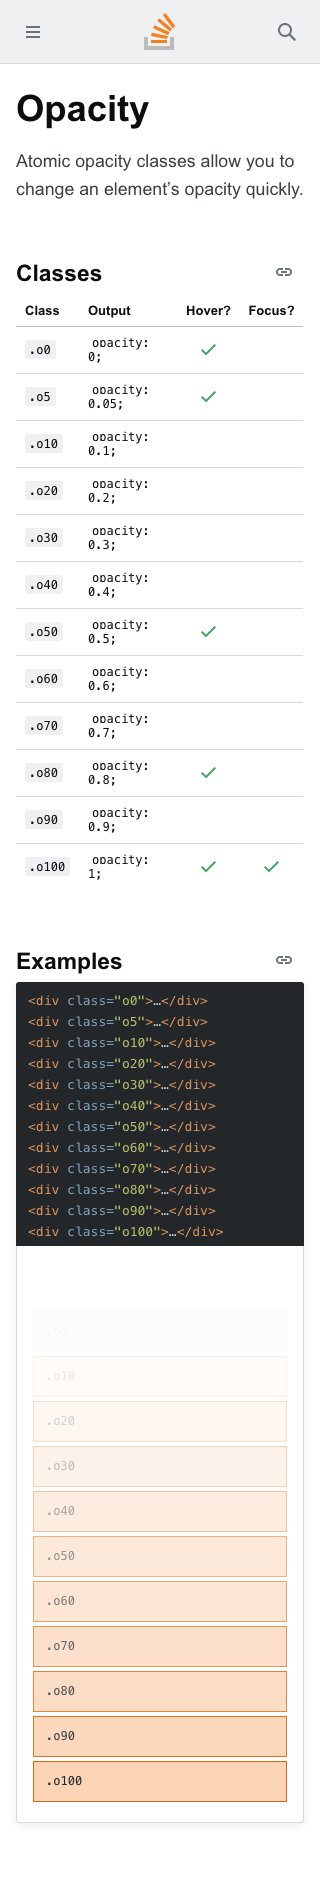 Opacity
Atomic opacity classes allow you to
change an element’s opacity quickly.
Classes
Class Output Hover? Focus?
.o0 opacity: 0;
.o5 opacity: 0.05;
.o10 opacity: 0.1;
.o20 opacity: 0.2;
.o30 opacity: 0.3;
.o40 opacity: 0.4;
.o50 opacity: 0.5;
.o60 opacity: 0.6;
.o70 opacity: 0.7;
.o80 opacity: 0.8;
.o90 opacity: 0.9;
.o100 opacity: 1;
Examples
<div class="o0">…</div>
<div class="o5">…</div>
<div class="o10">…</div>
<div class="o20">…</div>
<div class="o30">…</div>
<div class="o40">…</div>
<div class="o50">…</div>
<div class="o60">…</div>
<div class="o70">…</div>
<div class="o80">…</div>
<div class="o90">…</div>
<div class="o100">…</div>
.o5
.o10
.o20
.o30
.o40
.o50
.o60
.o70
.o80
.o90
.o100